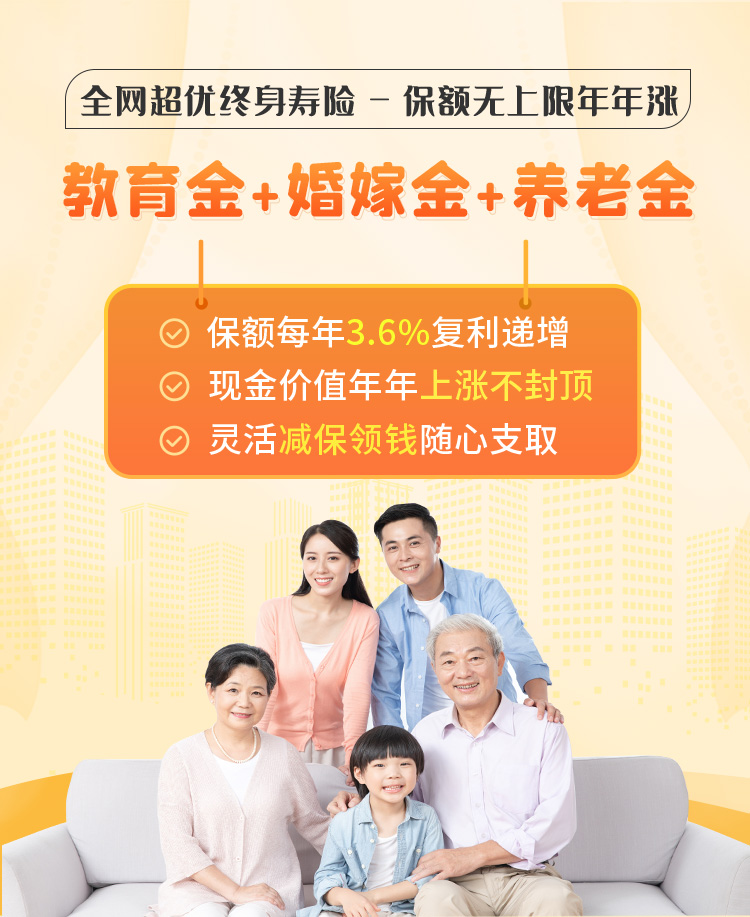 全网超优终身寿险 – 保额无上限年年涨
教育金+婚嫁金+养老金
保额每年3.6%复利递增
现金价值年年上涨不封顶
灵活减保领钱随心支取